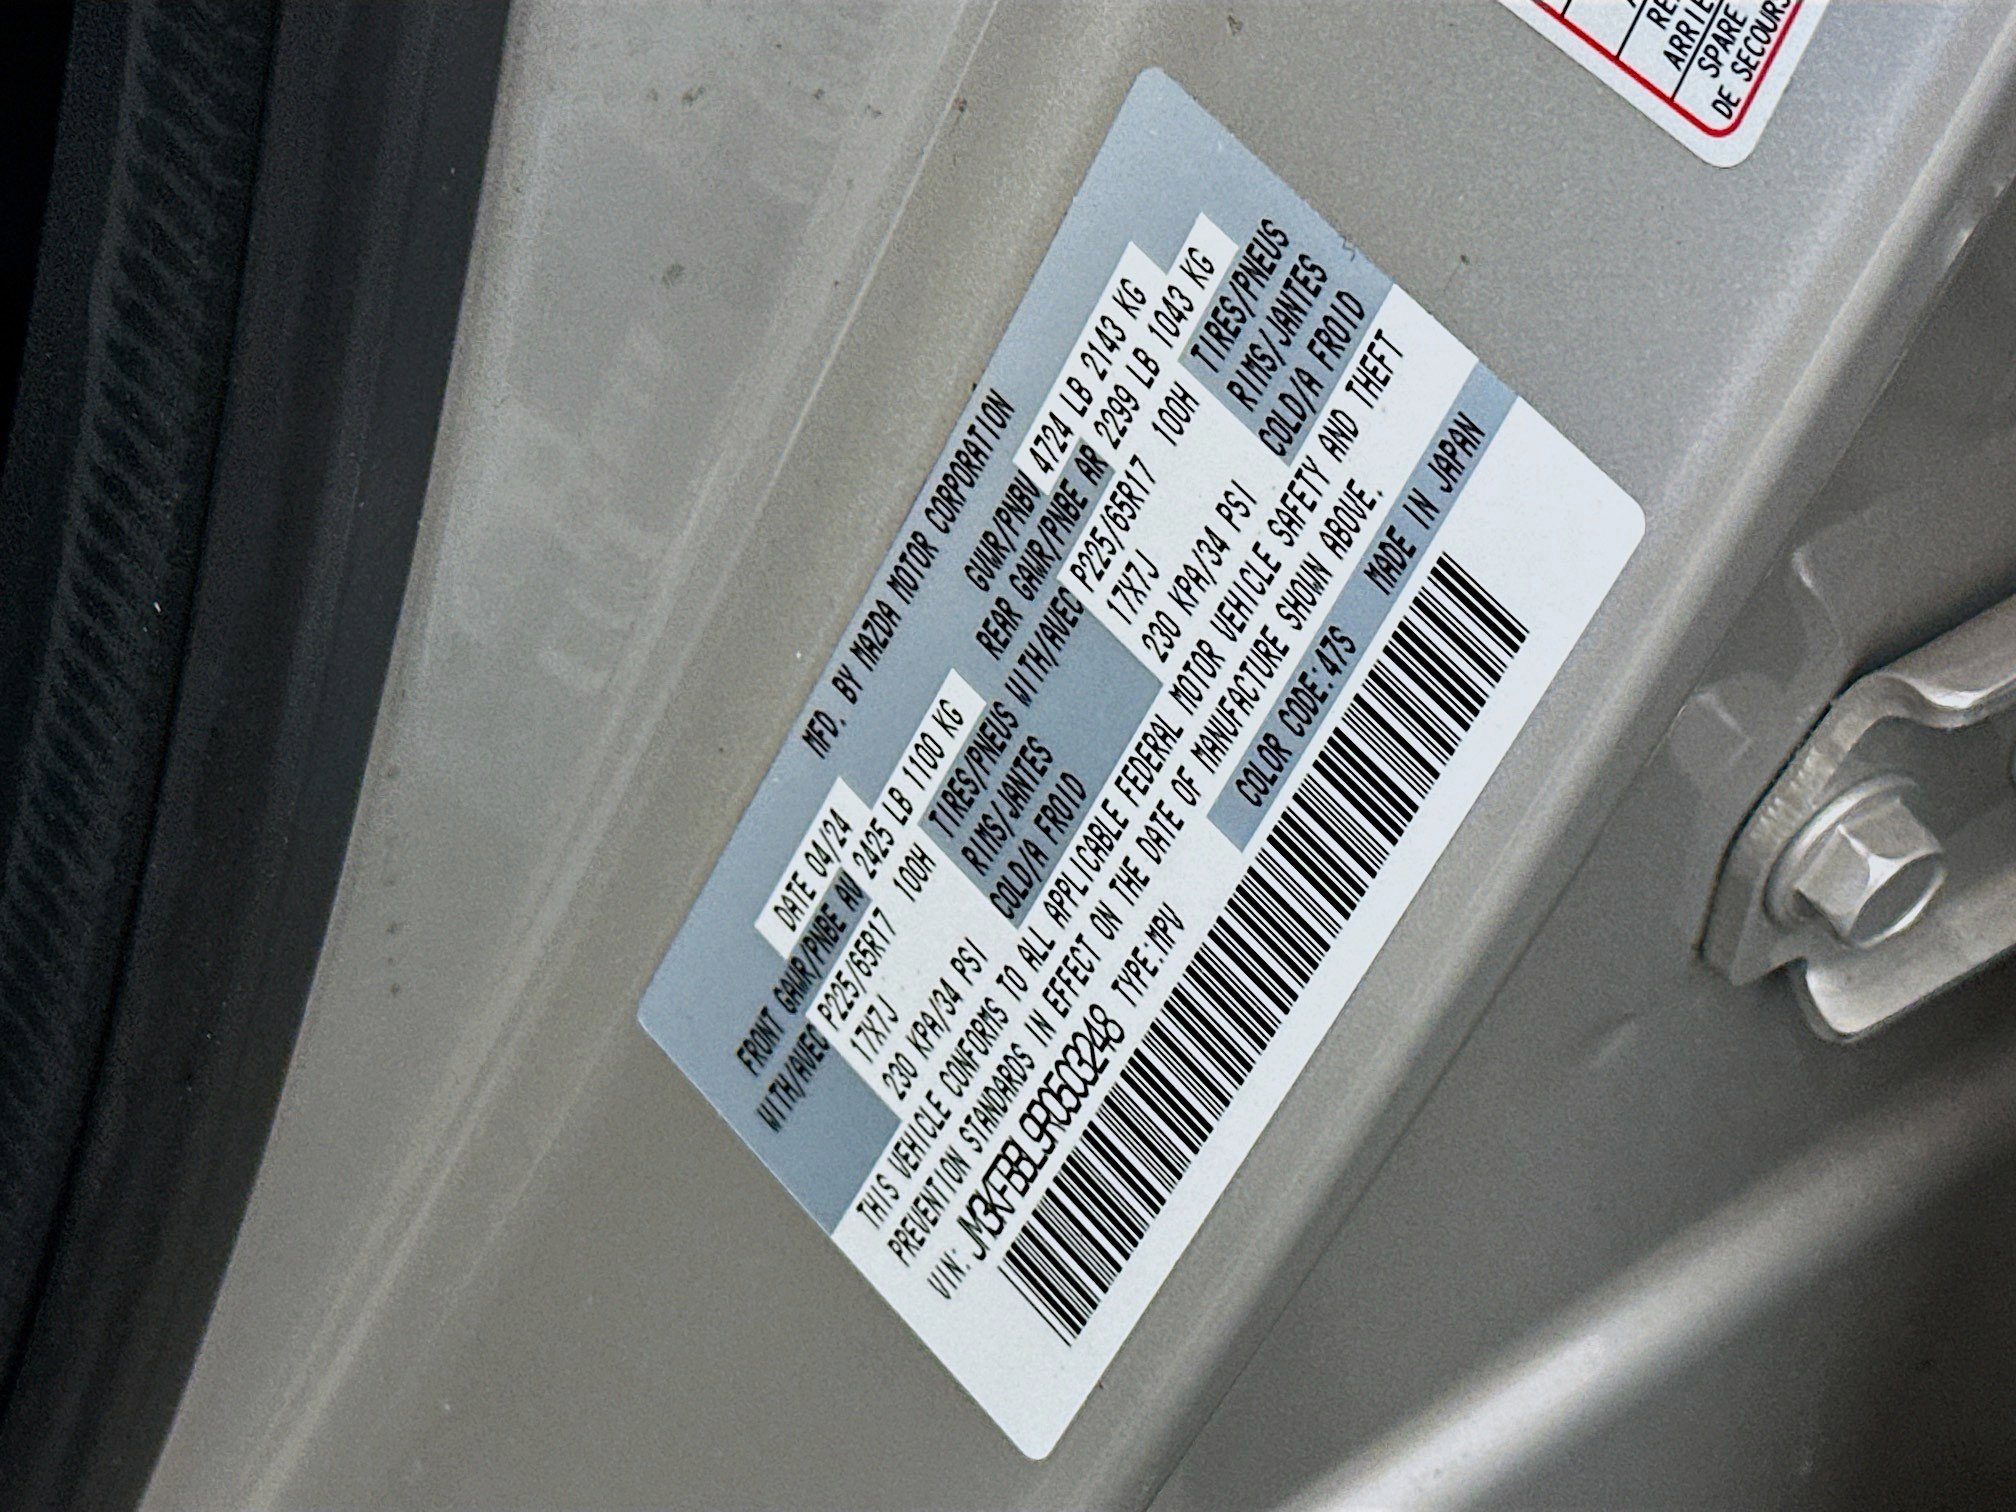 MFD. BY MAZDA MOTOR CORPORATION
DATE 04/24 GVWR/PNBV 4724 LB 2143 KG
FRONT GAWR/PNBE AV 2425 LB 1100 KG REAR GAWR/PNBE AR 2299 LB 1043 KG
WITH/AVEC P225/65R17 100H TIRES/PNEUS WITH/AVEC P225/65R17 100H TIRES/PNEUS
17X7J RIMS/JANTES 17X7J RIMS/JANTES
230 KPA/34 PSI COLD/A FROID 230 KPA/34 PSI COLD/A FROID
THIS VEHICLE CONFORMS TO ALL APPLICABLE FEDERAL MOTOR VEHICLE SAFETY AND THEFT
PREVENTION STANDARDS IN EFFECT ON THE DATE OF MANUFACTURE SHOWN ABOVE.
VIN: JM3KFBBL9R0503248 TYPE:MPV COLOR CODE:47S MADE IN JAPAN
ARRIE
SPARE
DE SECOURS